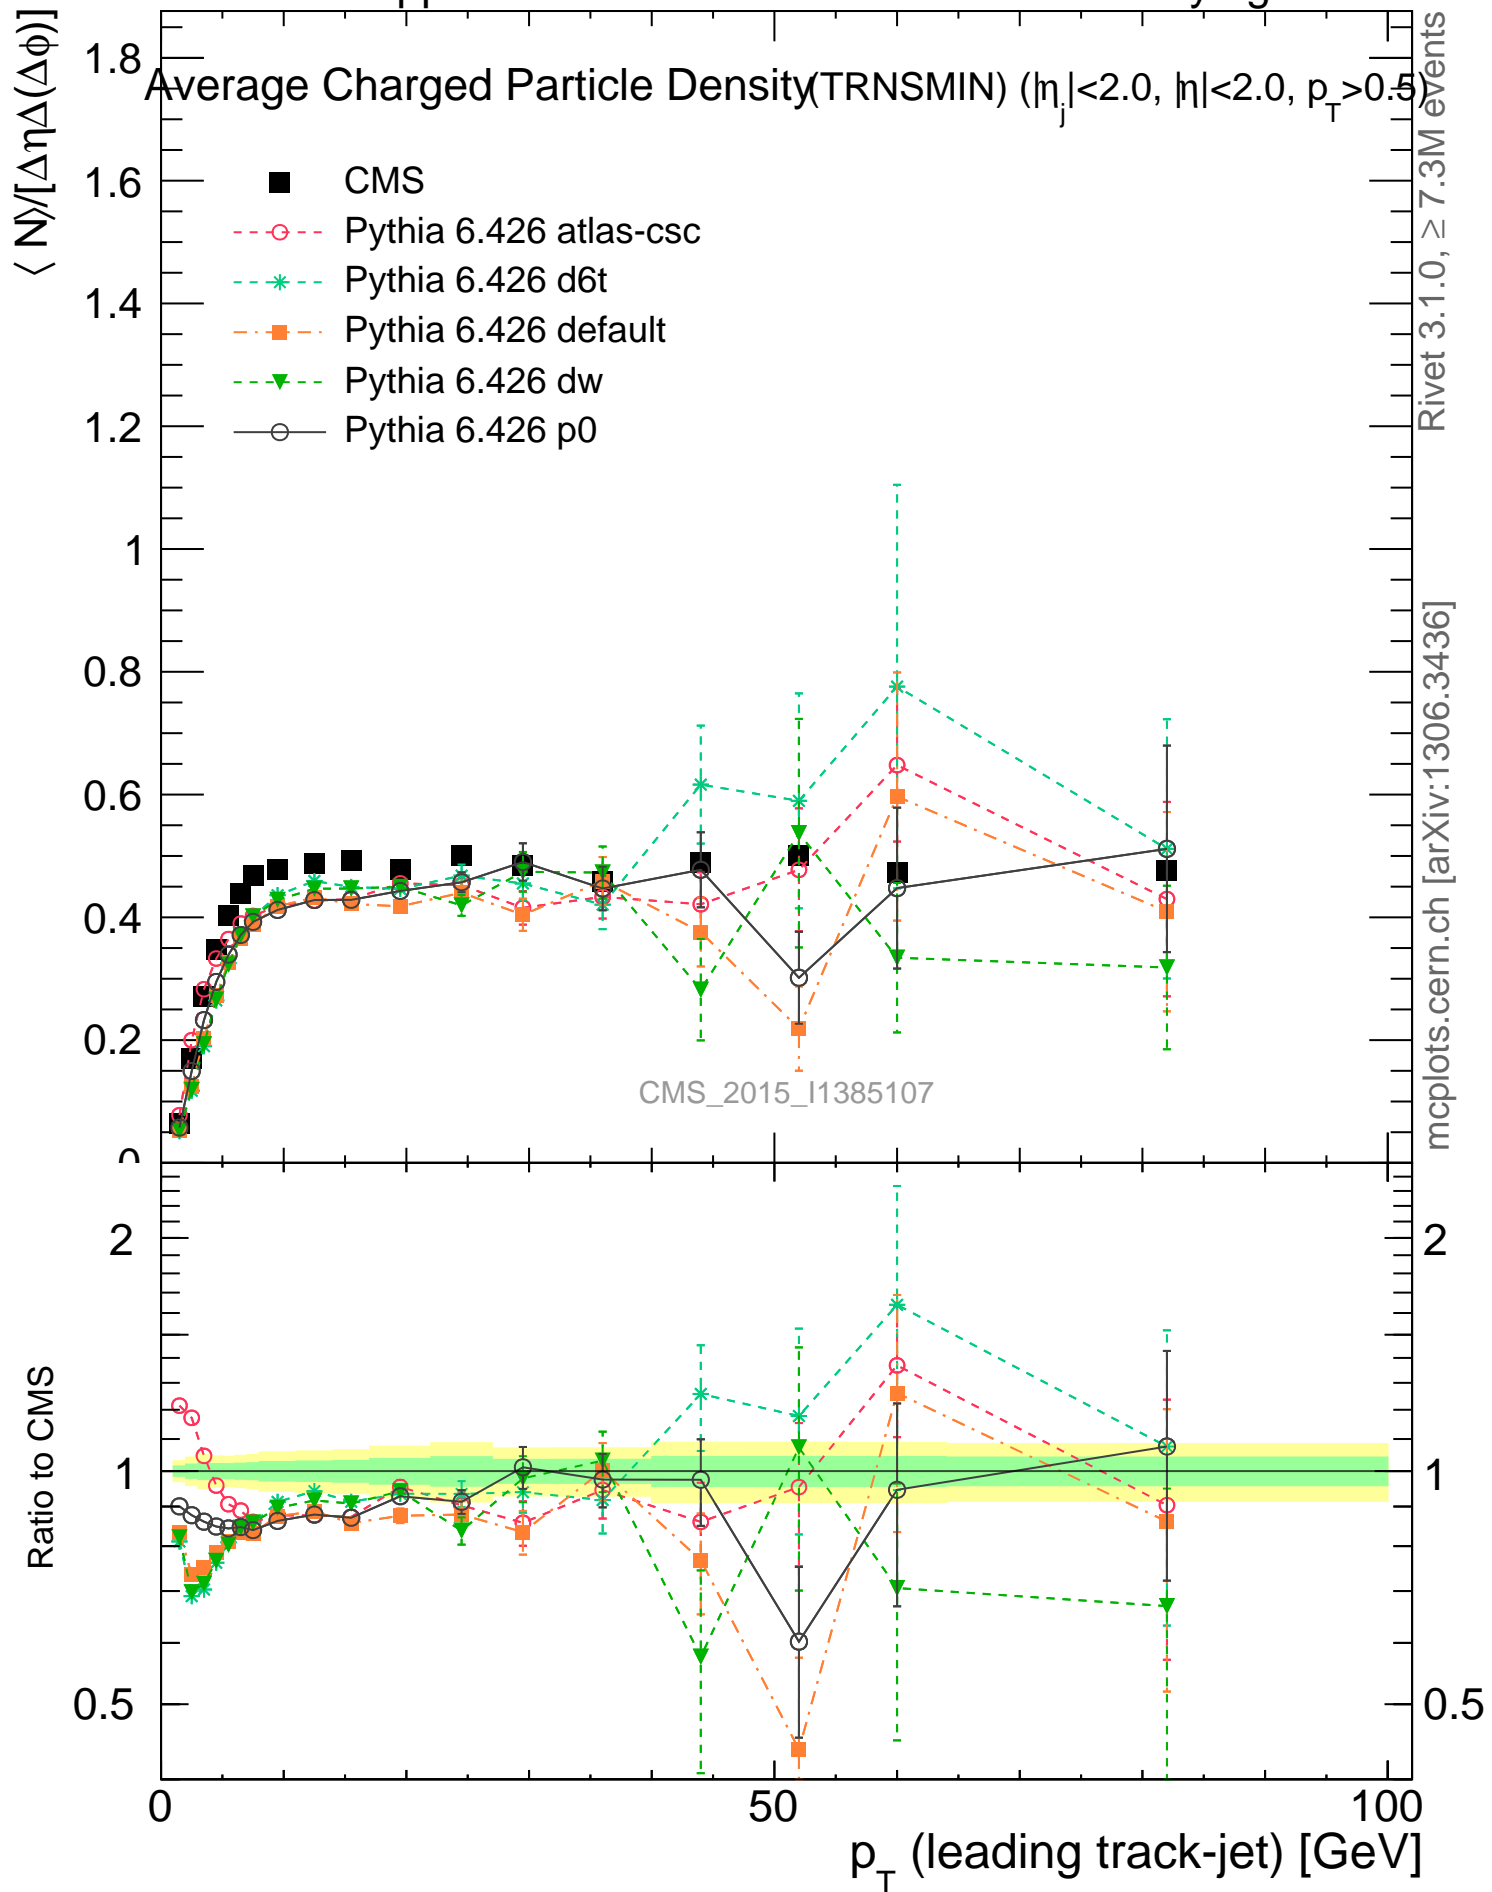 ⟨ N⟩/[ΔηΔ(Δϕ)]
Average Charged Particle Density(TRNSMIN) (|η_j|<2.0, |η|<2.0, p_T>0.5)
CMS
Pythia 6.426 atlas-csc
Pythia 6.426 d6t
Pythia 6.426 default
Pythia 6.426 dw
Pythia 6.426 p0
1.8
1.6
1.4
1.2
1
0.8
0.6
0.4
0.2
0
CMS_2015_I1385107
Rivet 3.1.0, ≥ 7.3M events
mcplots.cern.ch [arXiv:1306.3436]
Ratio to CMS
2
1
0.5
2
1
0.5
0
50
100
p_T (leading track-jet) [GeV]